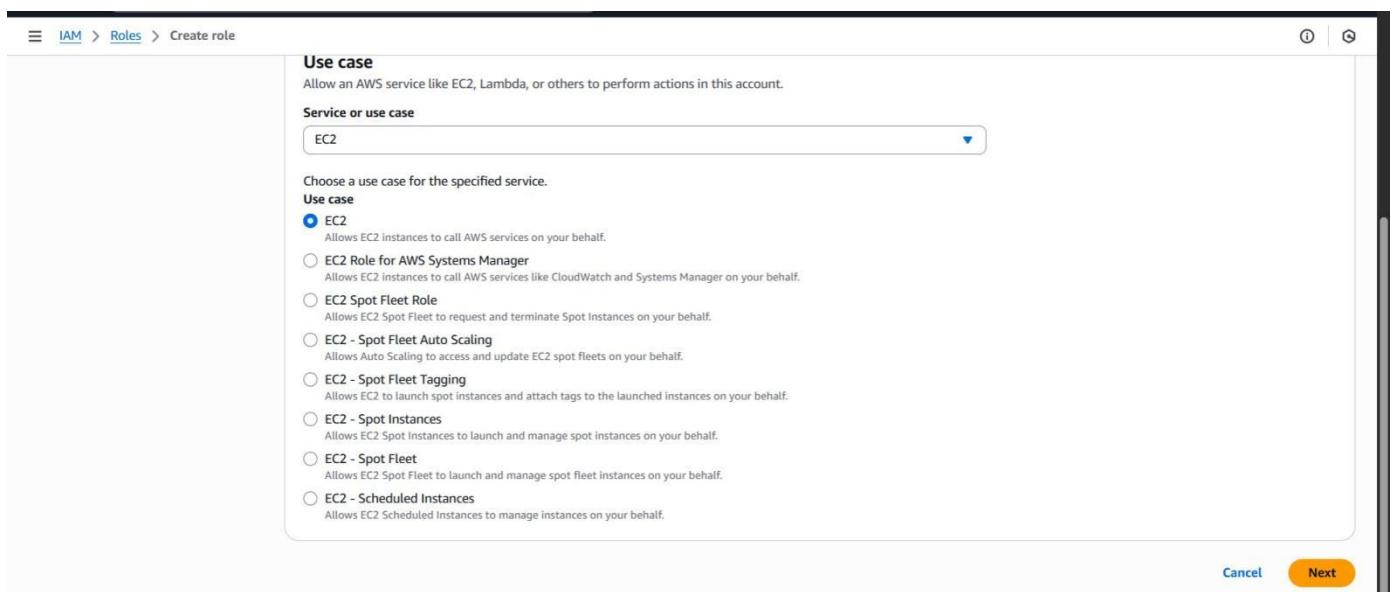 IAM > Roles > Create role
Use case
Allow an AWS service like EC2, Lambda, or others to perform actions in this account.
Service or use case
EC2
Choose a use case for the specified service.
Use case
EC2
Allows EC2 instances to call AWS services on your behalf.
EC2 Role for AWS Systems Manager
Allows EC2 instances to call AWS services like CloudWatch and Systems Manager on your behalf.
EC2 Spot Fleet Role
Allows EC2 Spot Fleet to request and terminate Spot Instances on your behalf.
EC2 - Spot Fleet Auto Scaling
Allows Auto Scaling to access and update EC2 spot fleets on your behalf.
EC2 - Spot Fleet Tagging
Allows EC2 to launch spot instances and attach tags to the launched instances on your behalf.
EC2 - Spot Instances
Allows EC2 Spot Instances to launch and manage spot instances on your behalf.
EC2 - Spot Fleet
Allows EC2 Spot Fleet to launch and manage spot fleet instances on your behalf.
EC2 - Scheduled Instances
Allows EC2 Scheduled Instances to manage instances on your behalf.
Cancel Next